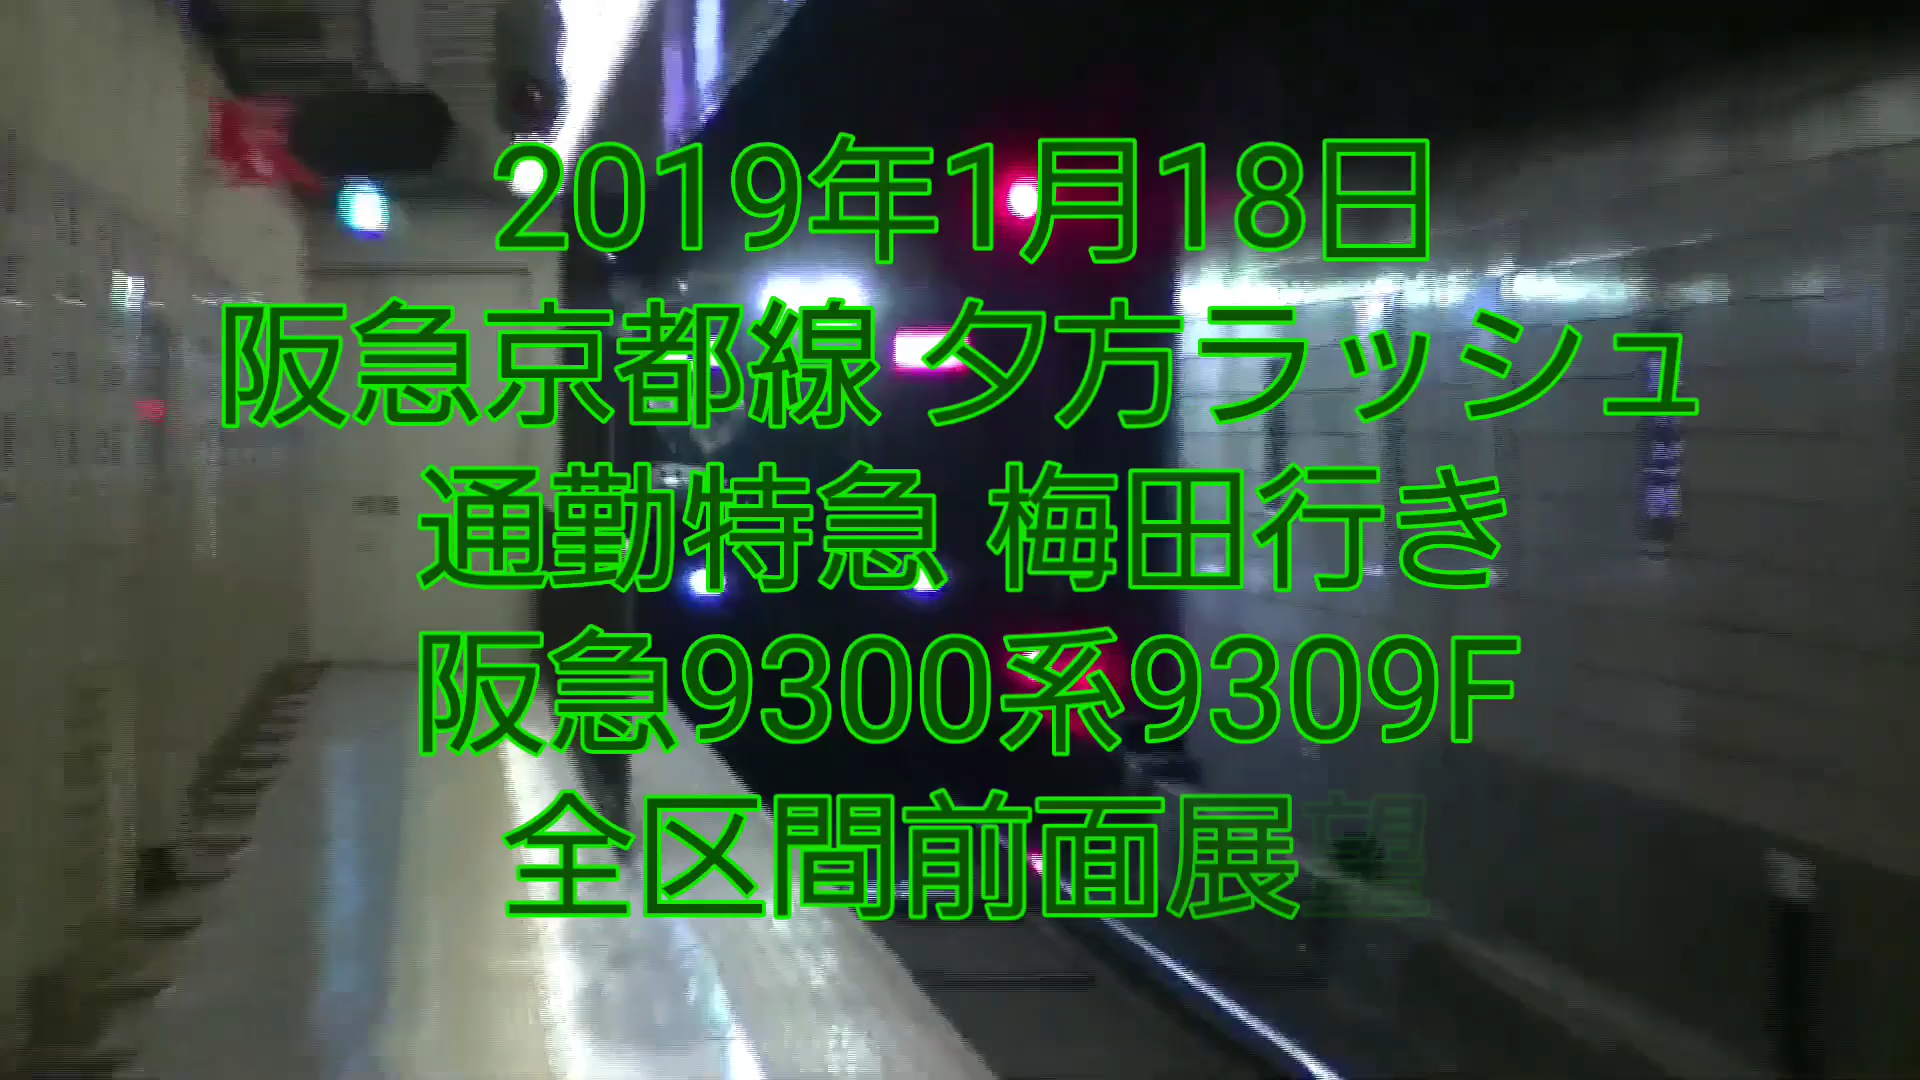 2019年1月18日
阪急京都線 夕方ラッシュ
通勤特急 梅田行き
阪急9300系9309F
全区間前面展望